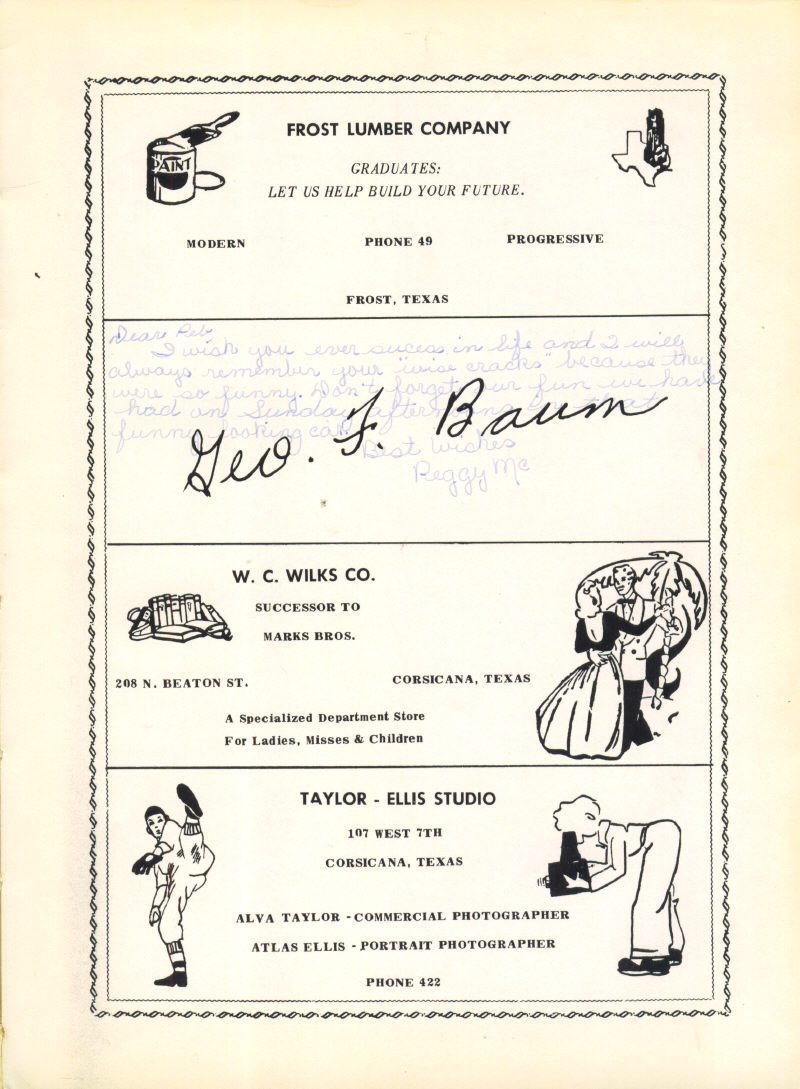 FROST LUMBER COMPANY
PAINT
GRADUATES:
LET US HELP BUILD YOUR FUTURE.
MODERN PHONE 49 PROGRESSIVE
FROST, TEXAS
Dear
I wish you ever sucess in life and I will
always remember your "wise cracks" because they
were so funny. Don't forget our fun we have
had on Sunday afternoons that
funny looking car.
Best Wishes
Peggy Mc
Geo. F. Baum
W. C. WILKS CO.
SUCCESSOR TO
MARKS BROS.
208 N. BEATON ST. CORSICANA, TEXAS
A Specialized Department Store
For Ladies, Misses & Children
TAYLOR - ELLIS STUDIO
107 WEST 7TH
CORSICANA, TEXAS
ALVA TAYLOR - COMMERCIAL PHOTOGRAPHER
ATLAS ELLIS - PORTRAIT PHOTOGRAPHER
PHONE 422